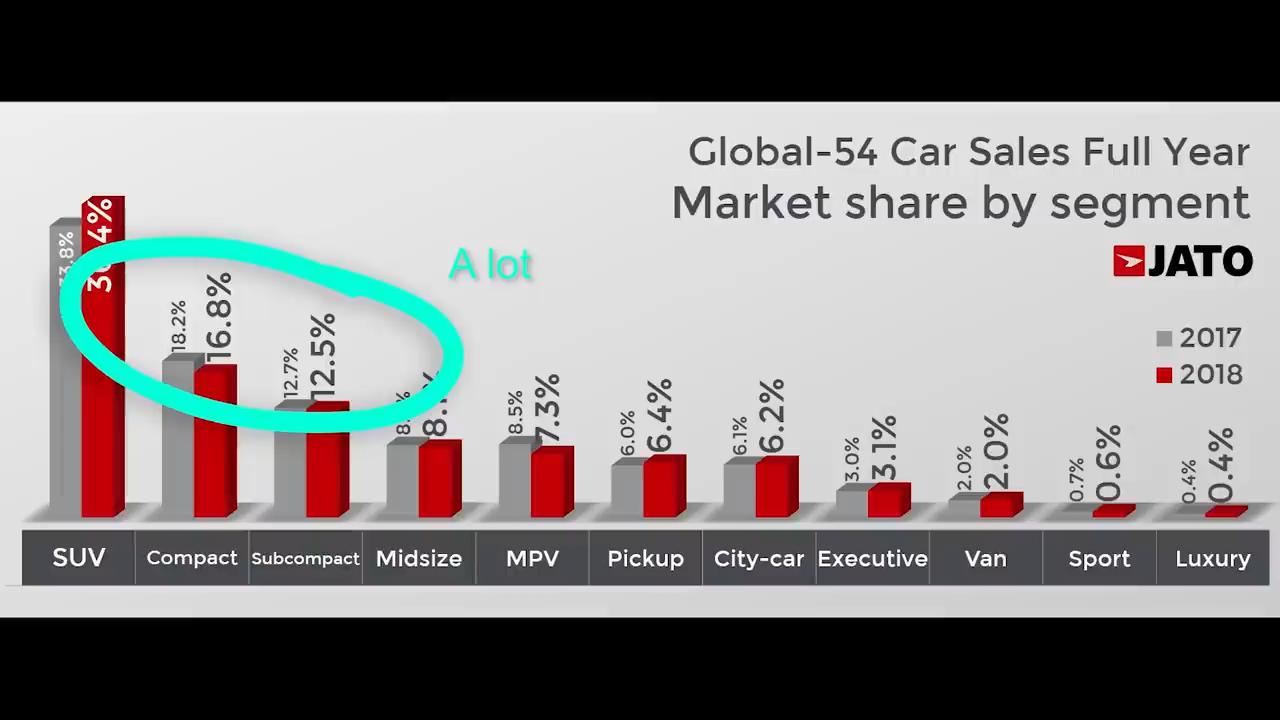 Global-54 Car Sales Full Year
Market share by segment
JATO
2017
2018
A lot
18.2%
16.8%
12.7%
12.5%
8.5%
7.3%
6.0%
6.4%
6.1%
6.2%
3.0%
3.1%
2.0%
2.0%
0.7%
0.6%
0.4%
0.4%
SUV
Compact
Subcompact
Midsize
MPV
Pickup
City-car
Executive
Van
Sport
Luxury